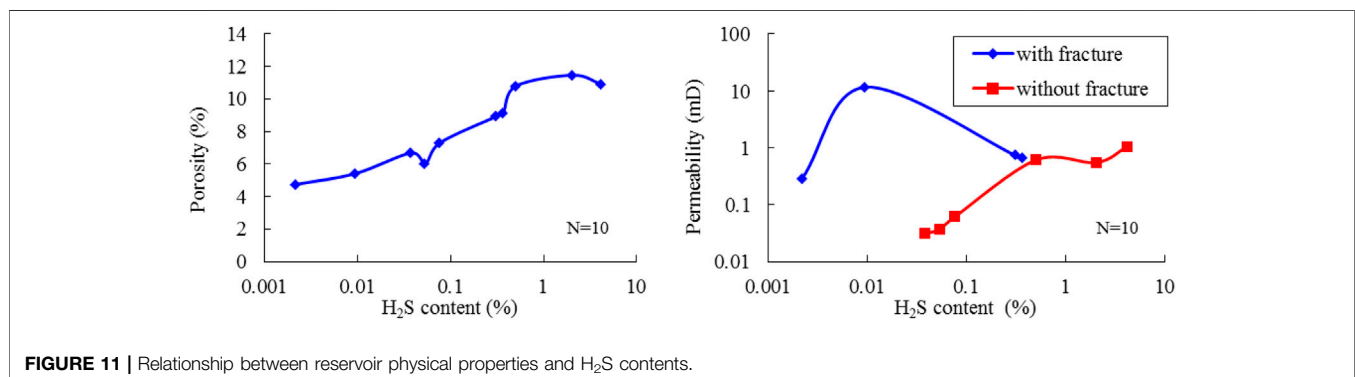 14
12
10
8
6
4
2
0
Porosity (%)
N=10
0.001 0.01 0.1 1 10
H₂S content (%)
100
10
1
0.1
0.01
Permeability (mD)
with fracture
without fracture
N=10
0.001 0.01 0.1 1 10
H₂S content (%)
FIGURE 11 | Relationship between reservoir physical properties and H₂S contents.